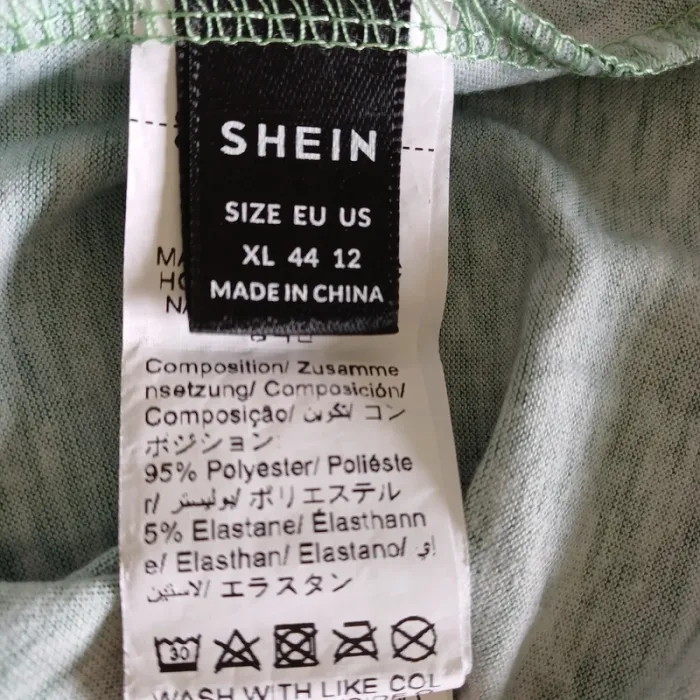 SHEIN
SIZE EU US
XL 44 12
MADE IN CHINA
Composition/ Zusamme
nsetzung/ Composición/
Composição/ تكوين/ コン
ポジション
95% Polyester/ Poliéste
r/ بوليستر/ ポリエステル
5% Elastane/ Élasthann
e/ Elasthan/ Elastano/ إي
لاستين/ エラスタン
30
WASH WITH LIKE COL